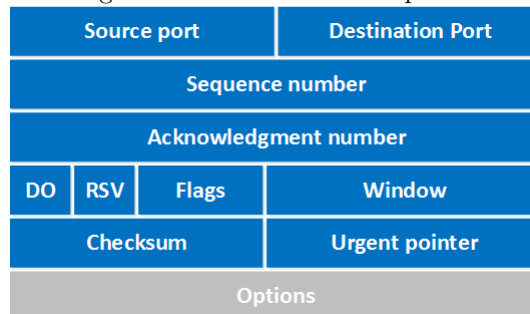 Source port Destination Port
Sequence number
Acknowledgment number
DO RSV Flags Window
Checksum Urgent pointer
Options